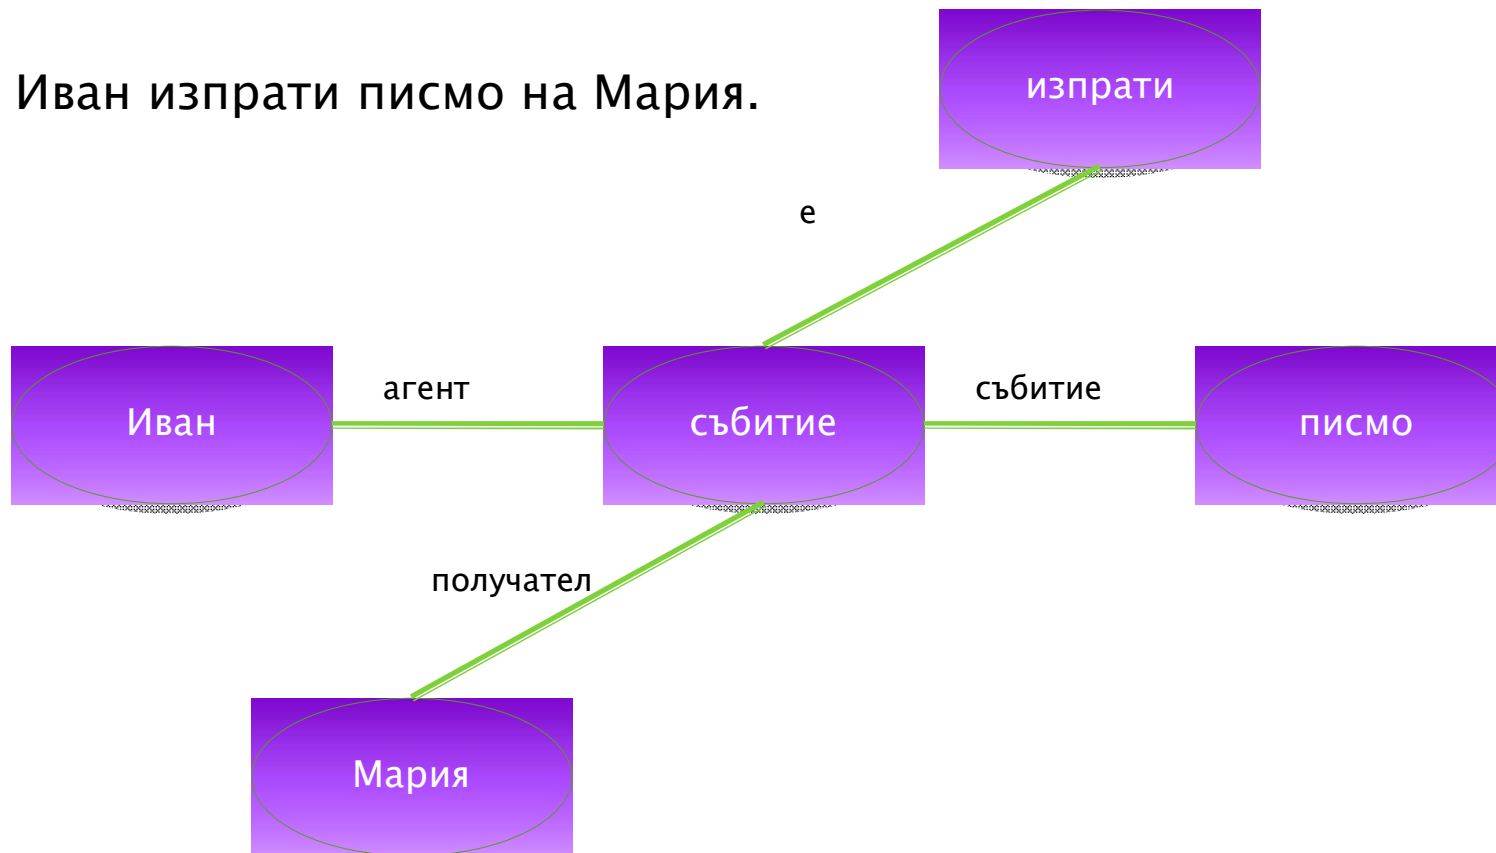 Иван изпрати писмо на Мария.
изпрати
е
Иван
агент
събитие
събитие
писмо
получател
Мария